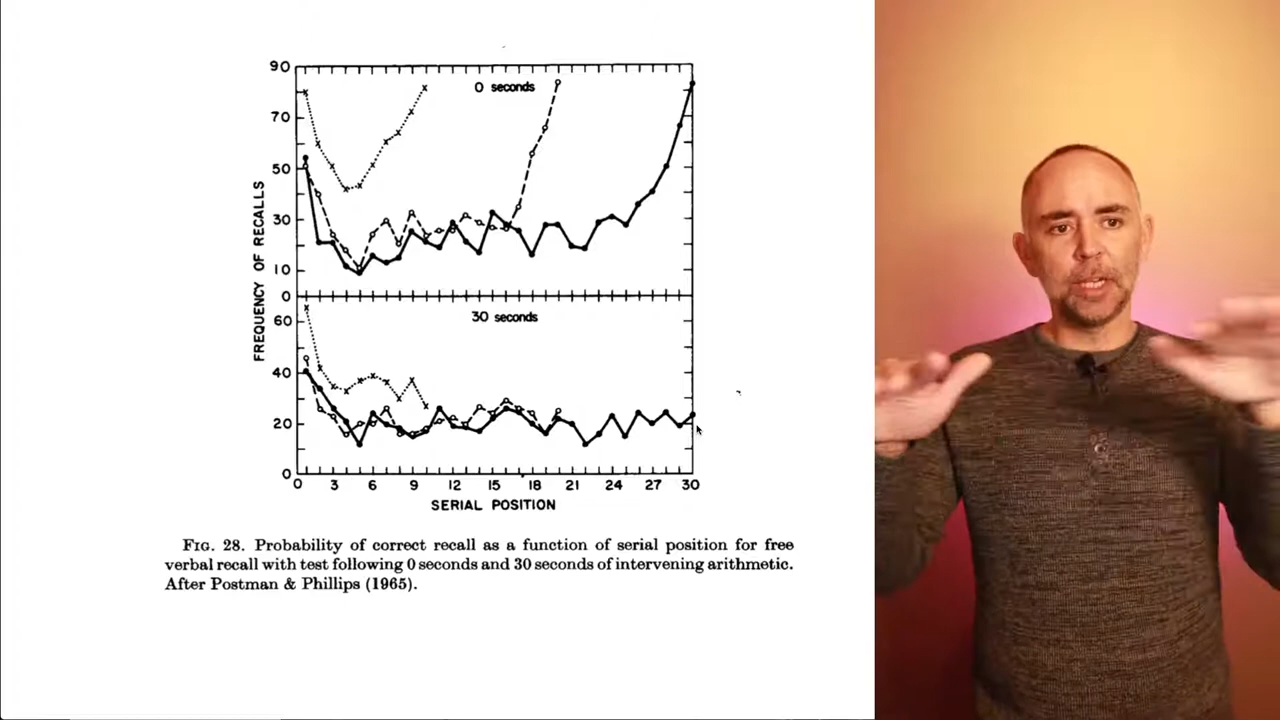 90
0 seconds
70
50
30
10
0
FREQUENCY OF RECALLS
30 seconds
60
40
20
0
0 3 6 9 12 15 18 21 24 27 30
SERIAL POSITION
FIG. 28. Probability of correct recall as a function of serial position for free
verbal recall with test following 0 seconds and 30 seconds of intervening arithmetic.
After Postman & Phillips (1965).